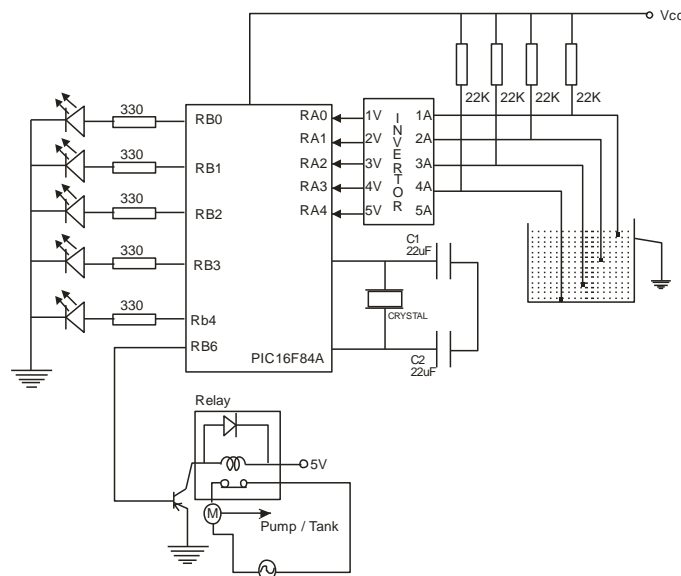 Vcc
22K 22K 22K 22K
330
RB0
330
RB1
330
RB2
330
RB3
330
Rb4
RB6
RA0
RA1
RA2
RA3
RA4
PIC16F84A
1V
2V
3V
4V
5V
INVERTOR
1A
2A
3A
4A
5A
C1
22uF
CRYSTAL
C2
22uF
Relay
5V
M
Pump / Tank